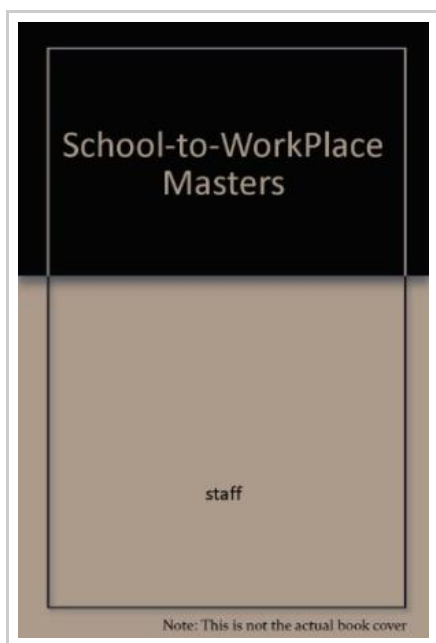 School-to-WorkPlace
Masters
staff
Note: This is not the actual book cover